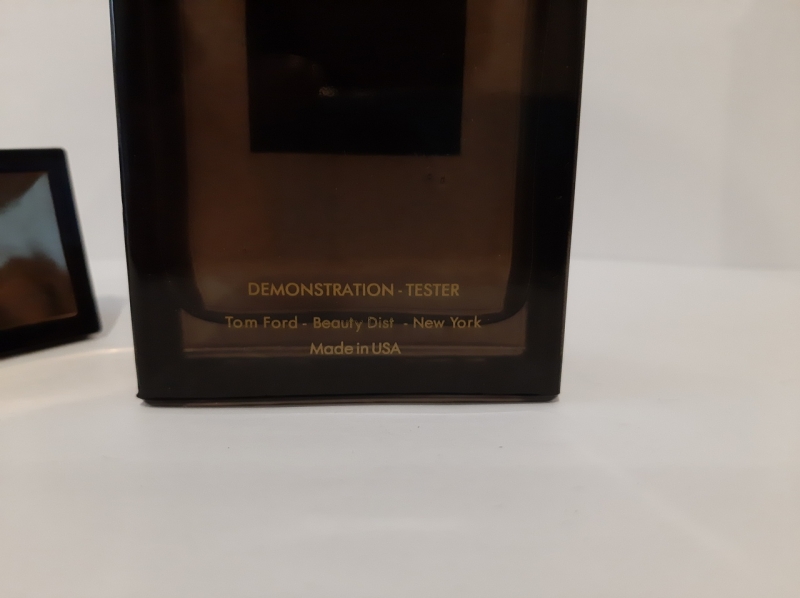 DEMONSTRATION - TESTER
Tom Ford - Beauty Dist - New York
Made in USA